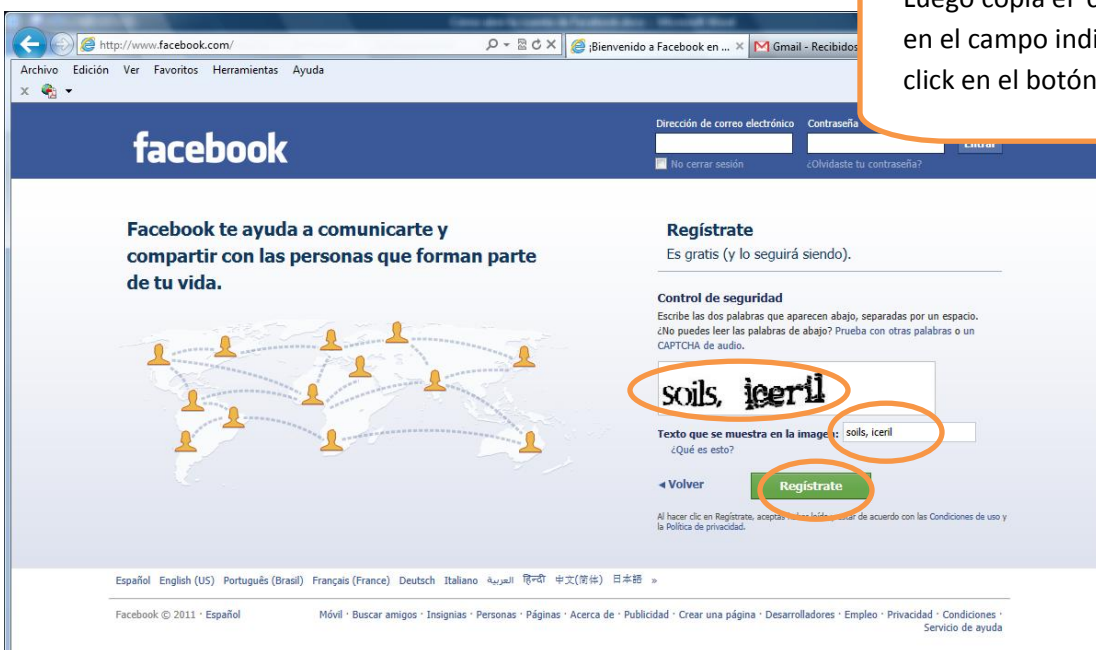 Luego copia el
en el campo indi
click en el botón
http://www.facebook.com/
¡Bienvenido a Facebook en ...
Gmail - Recibidos
Archivo Edición Ver Favoritos Herramientas Ayuda
facebook
Dirección de correo electrónico Contraseña
Entrar
No cerrar sesión ¿Olvidaste tu contraseña?
Facebook te ayuda a comunicarte y
compartir con las personas que forman parte
de tu vida.
Regístrate
Es gratis (y lo seguirá siendo).
Control de seguridad
Escribe las dos palabras que aparecen abajo, separadas por un espacio.
¿No puedes leer las palabras de abajo? Prueba con otras palabras o un
CAPTCHA de audio.
soils, iceril
Texto que se muestra en la imagen: soils, iceril
¿Qué es esto?
Volver Regístrate
Al hacer clic en Regístrate, aceptas de acuerdo con las Condiciones de uso y
la Política de privacidad.
Español English (US) Português (Brasil) Français (France) Deutsch Italiano العربية हिन्दी 中文(简体) 日本語 »
Facebook © 2011 · Español
Móvil · Buscar amigos · Insignias · Personas · Páginas · Acerca de · Publicidad · Crear una página · Desarrolladores · Empleo · Privacidad · Condiciones ·
Servicio de ayuda